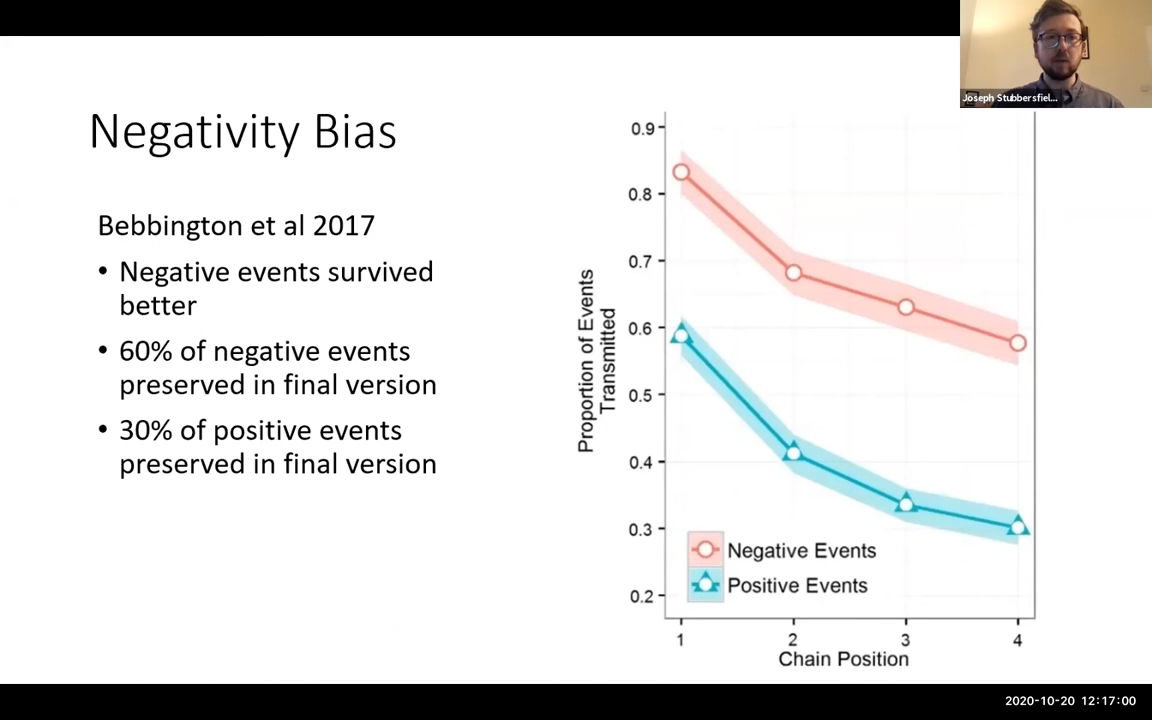 Joseph Stubbersfiel...
Negativity Bias
Bebbington et al 2017
• Negative events survived
better
• 60% of negative events
preserved in final version
• 30% of positive events
preserved in final version
Proportion of Events
Transmitted
0.9
0.8
0.7
0.6
0.5
0.4
0.3
0.2
Negative Events
Positive Events
1 2 3 4
Chain Position
2020-10-20 12:17:00